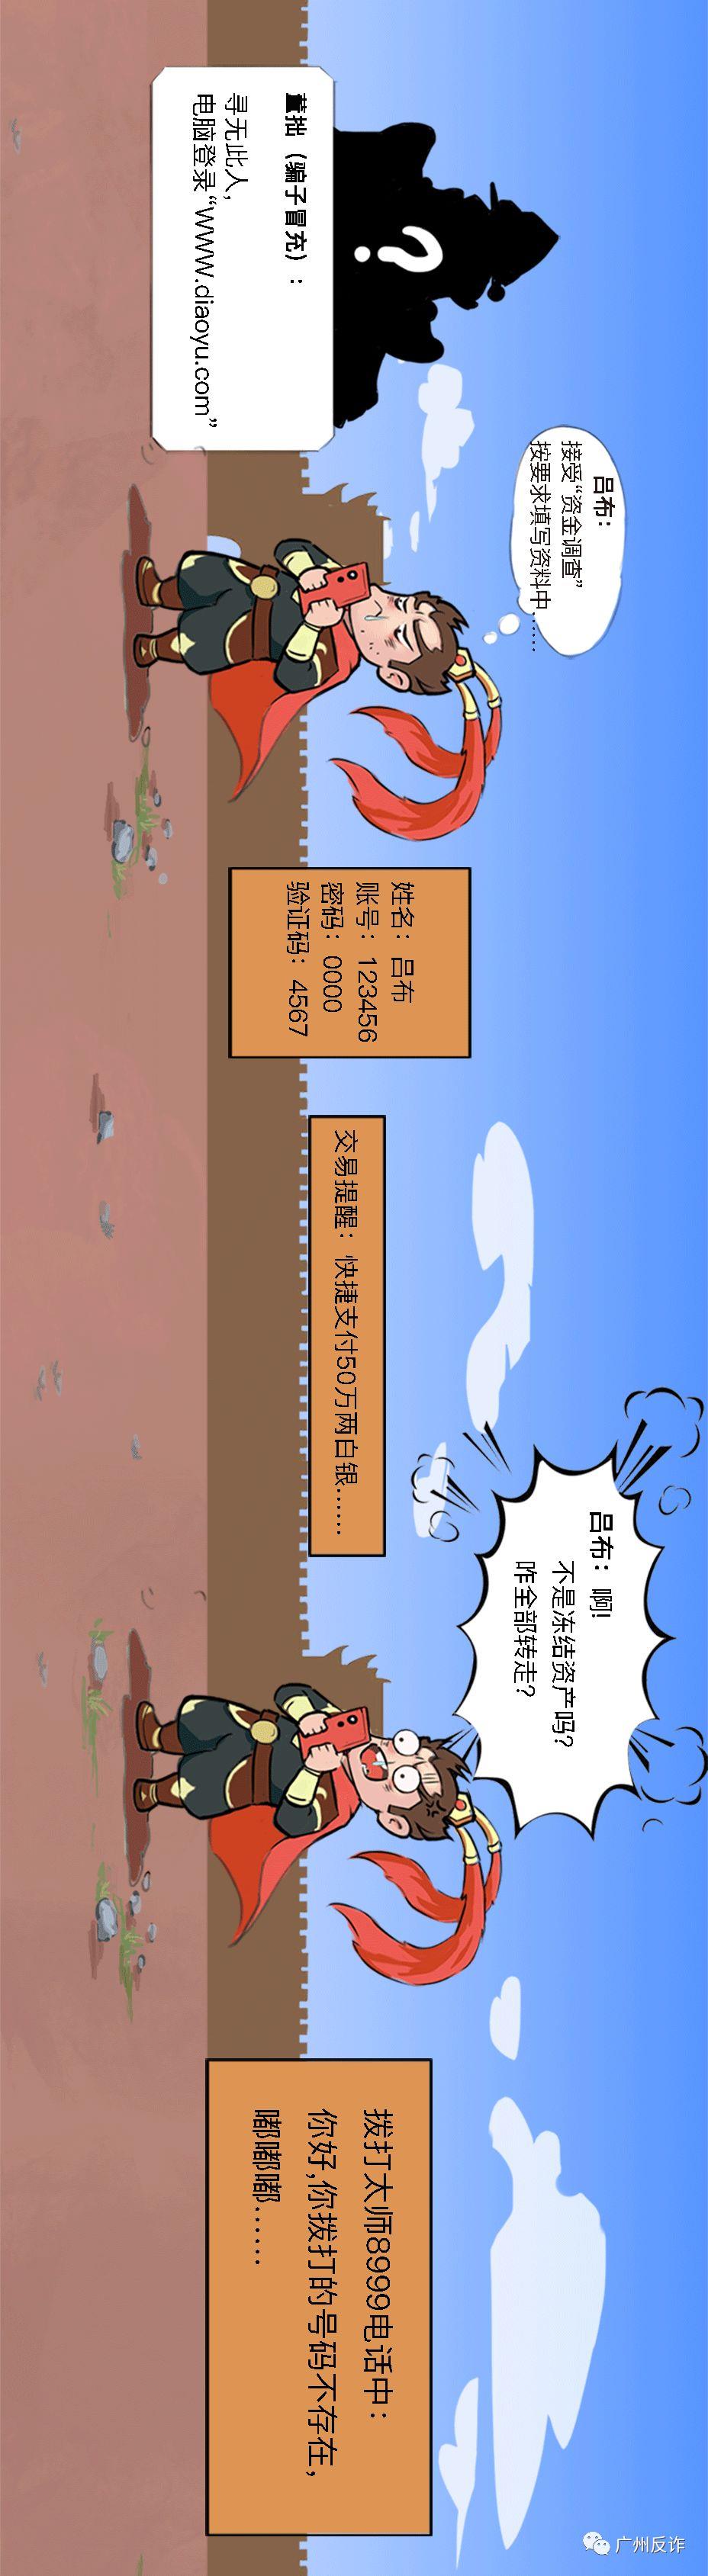 董拙（骗子冒充）：
寻无此人，
电脑登录“WWW.diaoyu.com”
吕布：
接受“资金调查”
按要求填写资料中……
姓名：吕布
账号：123456
密码：0000
验证码：4567
交易提醒：快捷支付50万两白银……
吕布：啊!
不是冻结资产吗？
咋全部转走？
拨打太师8999电话中：
你好,你拨打的号码不存在，
嘟嘟嘟……
广州反诈